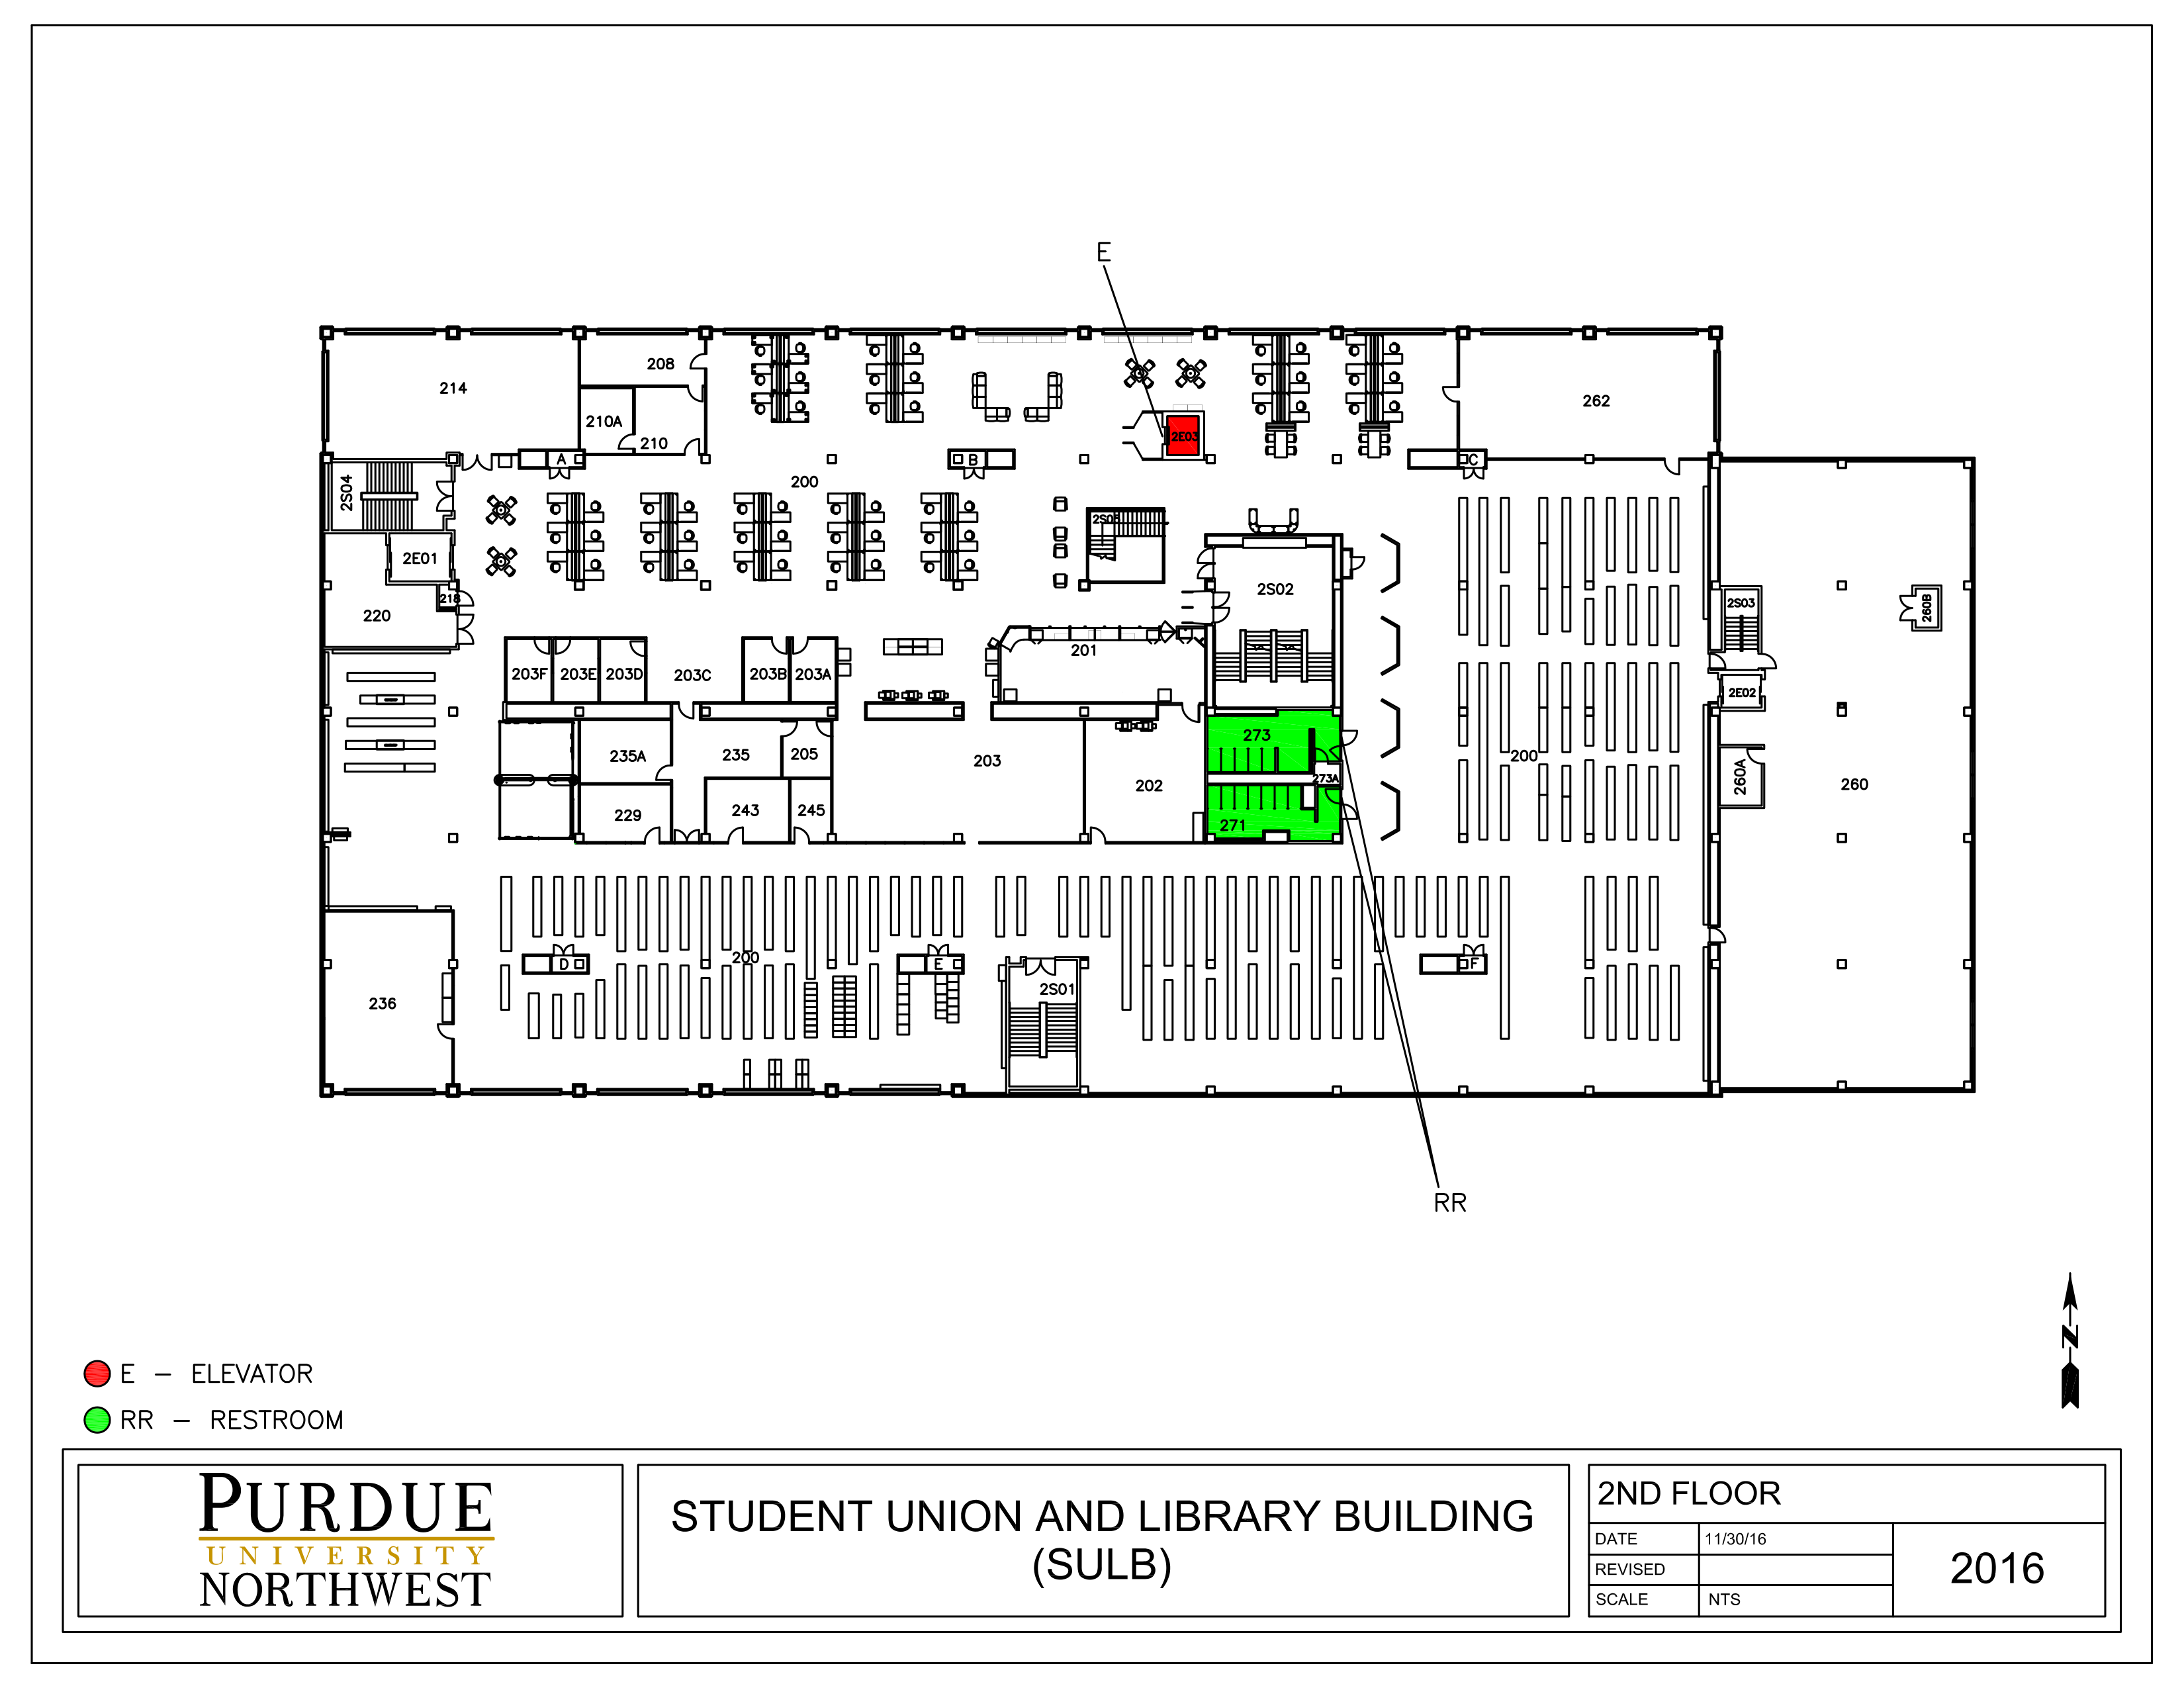 E
214
208
210A
210
262
2E03
A
B
C
200
2S04
2S05
2E01
218
220
2S02
2S03
260B
201
203F
203E
203D
203C
203B
203A
2E02
273
235A
235
205
203
202
273A
200
260A
260
229
243
245
271
200
D
E
F
236
2S01
RR
N
E - ELEVATOR
RR - RESTROOM
PURDUE
UNIVERSITY
NORTHWEST
STUDENT UNION AND LIBRARY BUILDING
(SULB)
2ND FLOOR
DATE 11/30/16
REVISED
SCALE NTS
2016